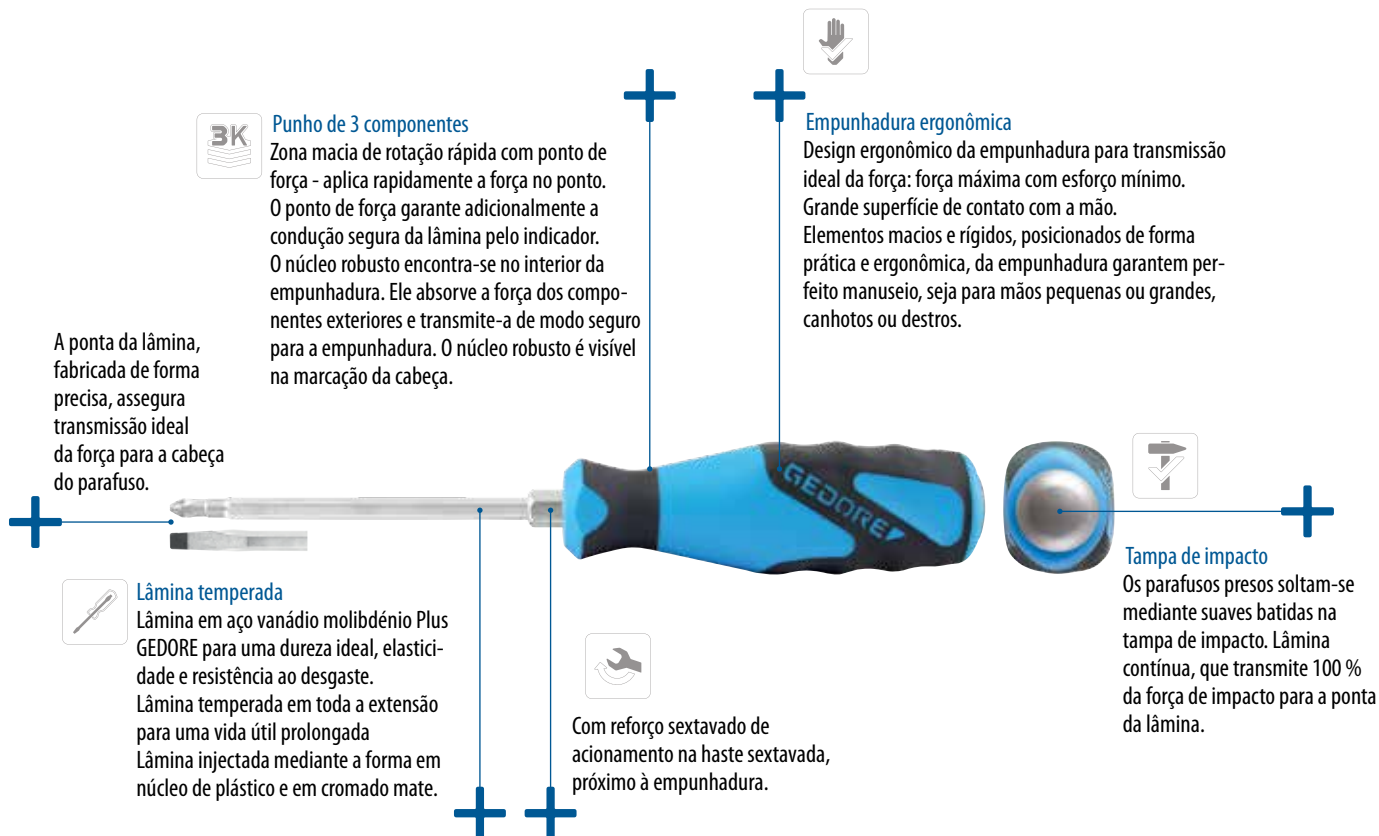 3K
Punho de 3 componentes
Zona macia de rotação rápida com ponto de
força - aplica rapidamente a força no ponto.
O ponto de força garante adicionalmente a
condução segura da lâmina pelo indicador.
O núcleo robusto encontra-se no interior da
empunhadura. Ele absorve a força dos compo-
nentes exteriores e transmite-a de modo seguro
para a empunhadura. O núcleo robusto é visível
na marcação da cabeça.
Empunhadura ergonômica
Design ergonômico da empunhadura para transmissão
ideal da força: força máxima com esforço mínimo.
Grande superfície de contato com a mão.
Elementos macios e rígidos, posicionados de forma
prática e ergonômica, da empunhadura garantem per-
feito manuseio, seja para mãos pequenas ou grandes,
canhotos ou destros.
A ponta da lâmina,
fabricada de forma
precisa, assegura
transmissão ideal
da força para a cabeça
do parafuso.
GEDORE
Lâmina temperada
Lâmina em aço vanádio molibdénio Plus
GEDORE para uma dureza ideal, elastici-
dade e resistência ao desgaste.
Lâmina temperada em toda a extensão
para uma vida útil prolongada
Lâmina injectada mediante a forma em
núcleo de plástico e em cromado mate.
Com reforço sextavado de
acionamento na haste sextavada,
próximo à empunhadura.
Tampa de impacto
Os parafusos presos soltam-se
mediante suaves batidas na
tampa de impacto. Lâmina
contínua, que transmite 100 %
da força de impacto para a ponta
da lâmina.